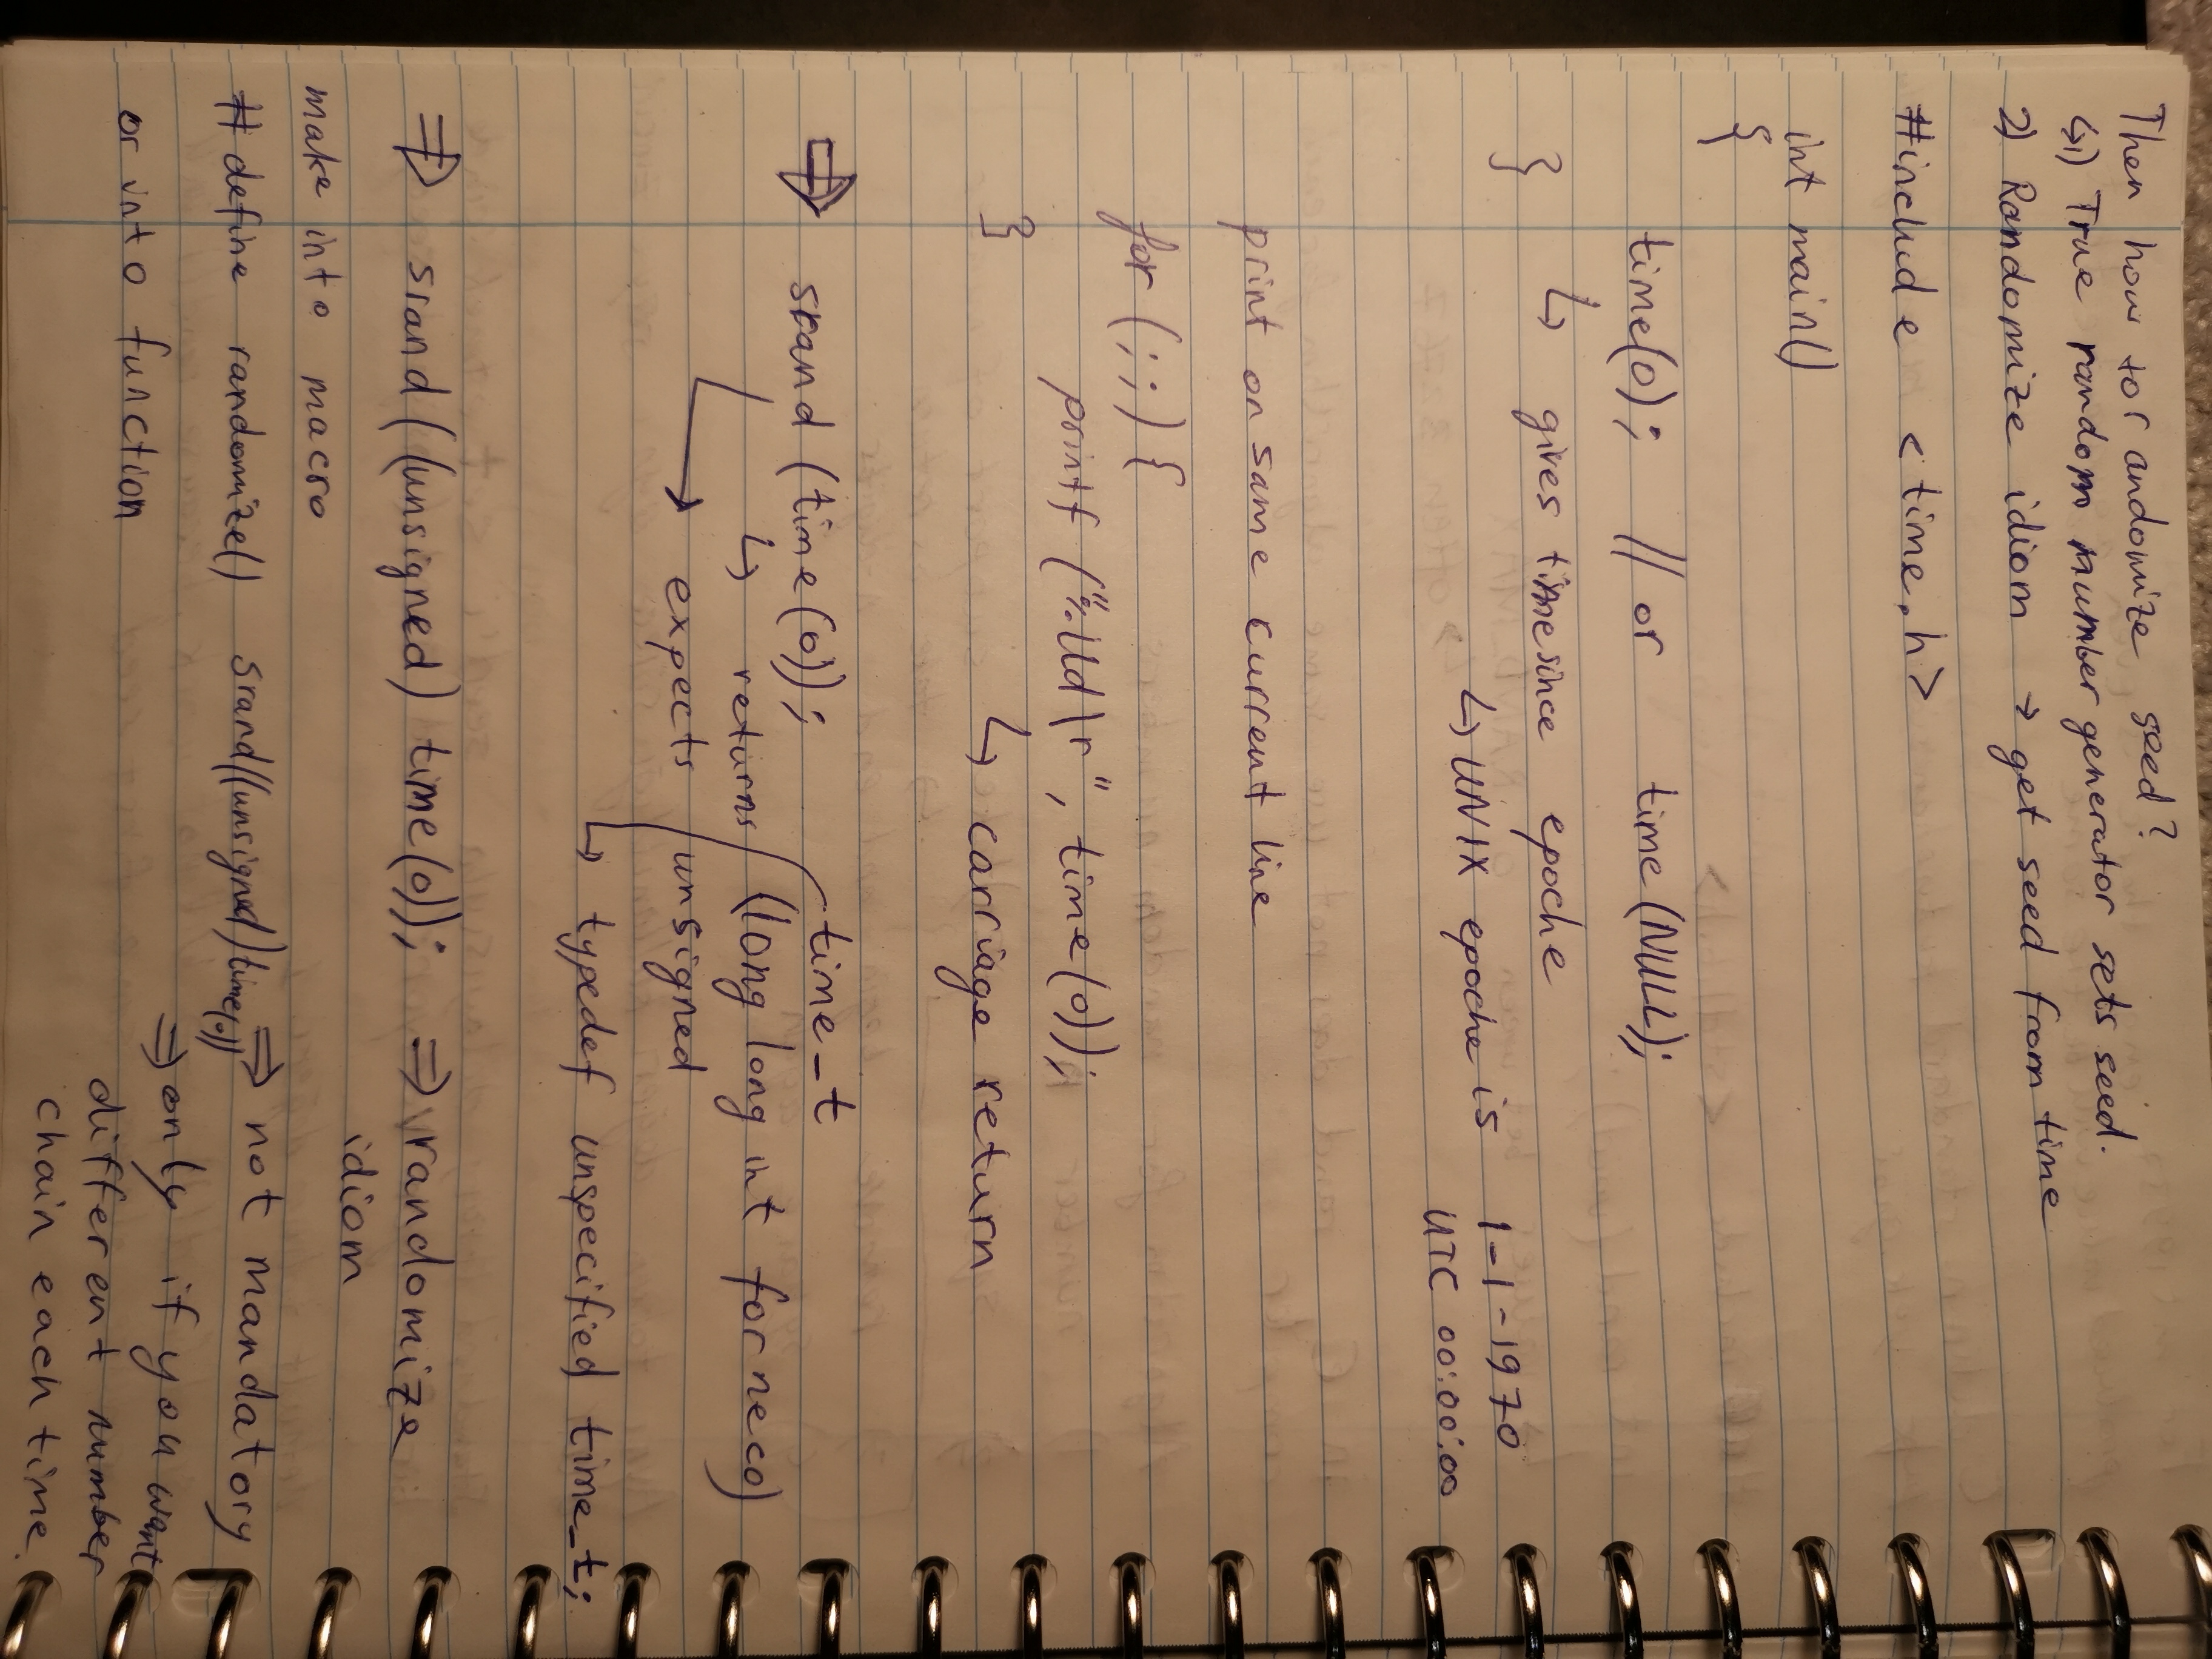 Then how to randomize seed?
↳1) True random number generator sets seed.
2) Randomize idiom → get seed from time
#include <time.h>
int main()
{
time(0); // or time(NULL);
↳ gives time since epoche
}
↳ UNIX epoche is 1-1-1970
UTC 00:00:00
print on same current line
for (;;) {
printf ("%lld\r", time(0));
}
↳ carriage return
⇒ srand (time(0));
time_t
↳ returns (long long int for neco)
→ expects unsigned
↳ typedef unspecified time_t;
⇒ srand((unsigned) time(0)); ⇒ randomize
idiom
make into macro
#define randomize() srand((unsigned)time(0)) ⇒ not mandatory
⇒ only if you want
or into function
different number
chain each time.